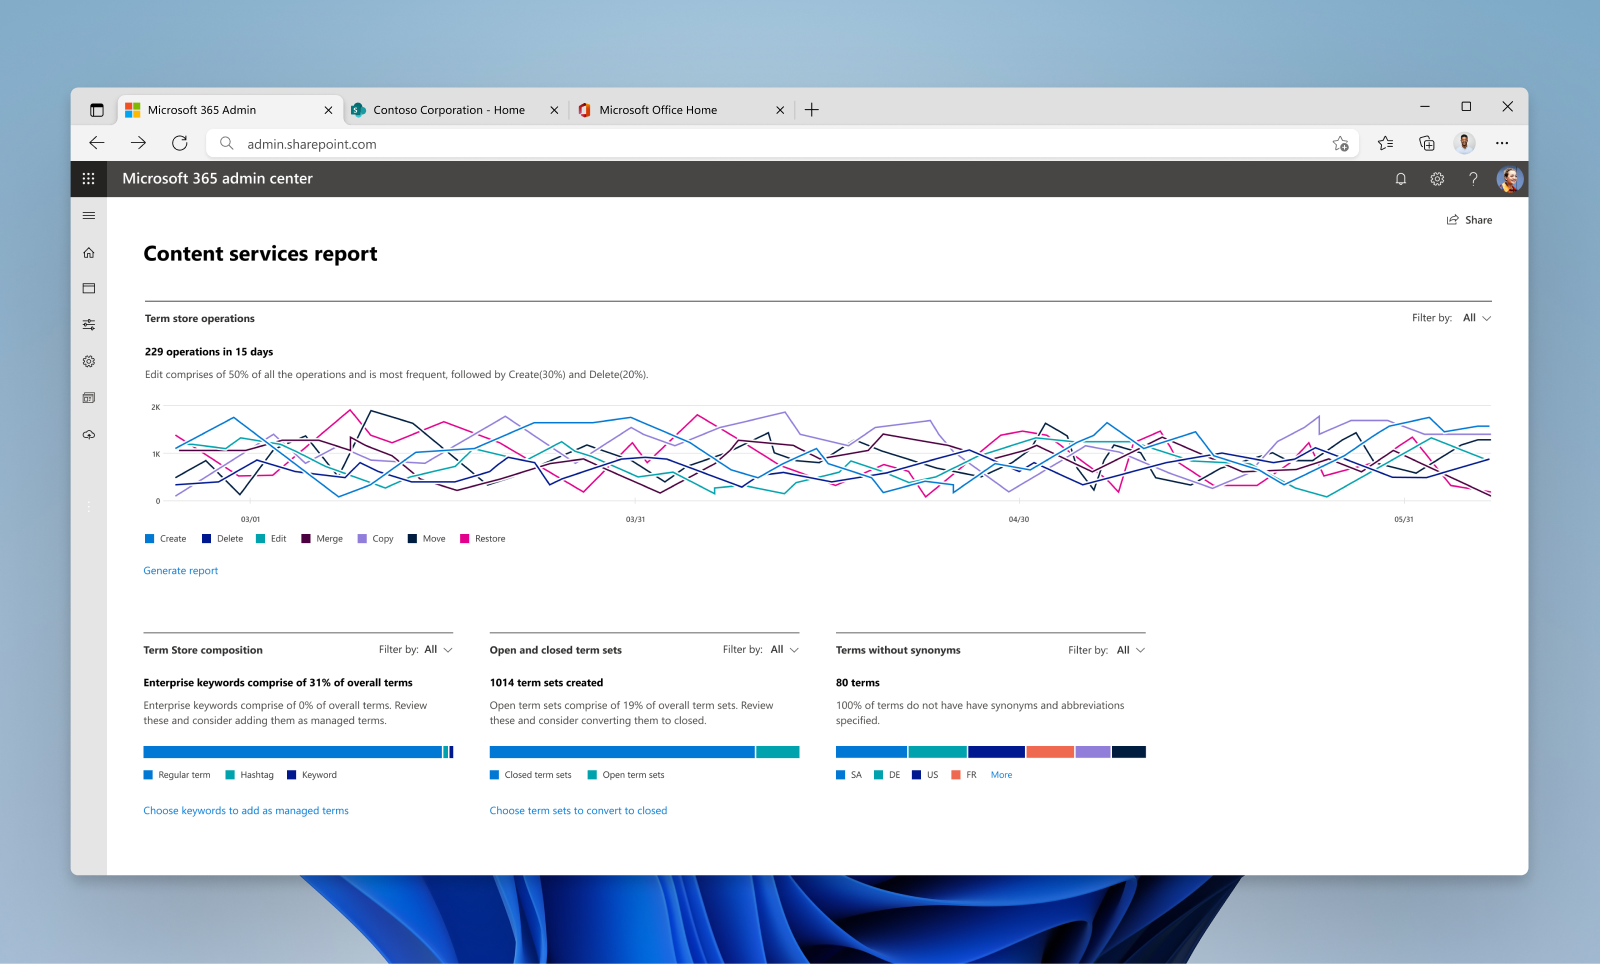 Microsoft 365 Admin
Contoso Corporation - Home
Microsoft Office Home
admin.sharepoint.com
Microsoft 365 admin center
Share
Content services report
Term store operations
Filter by: All
229 operations in 15 days
Edit comprises of 50% of all the operations and is most frequent, followed by Create(30%) and Delete(20%).
2K
1K
0
03/01 03/31 04/30 05/31
Create Delete Edit Merge Copy Move Restore
Generate report
Term Store composition
Filter by: All
Enterprise keywords comprise of 31% of overall terms
Enterprise keywords comprise of 0% of overall terms. Review
these and consider adding them as managed terms.
Regular term Hashtag Keyword
Choose keywords to add as managed terms
Open and closed term sets
Filter by: All
1014 term sets created
Open term sets comprise of 19% of overall term sets. Review
these and consider converting them to closed.
Closed term sets Open term sets
Choose term sets to convert to closed
Terms without synonyms
Filter by: All
80 terms
100% of terms do not have have synonyms and abbreviations
specified.
SA DE US FR More